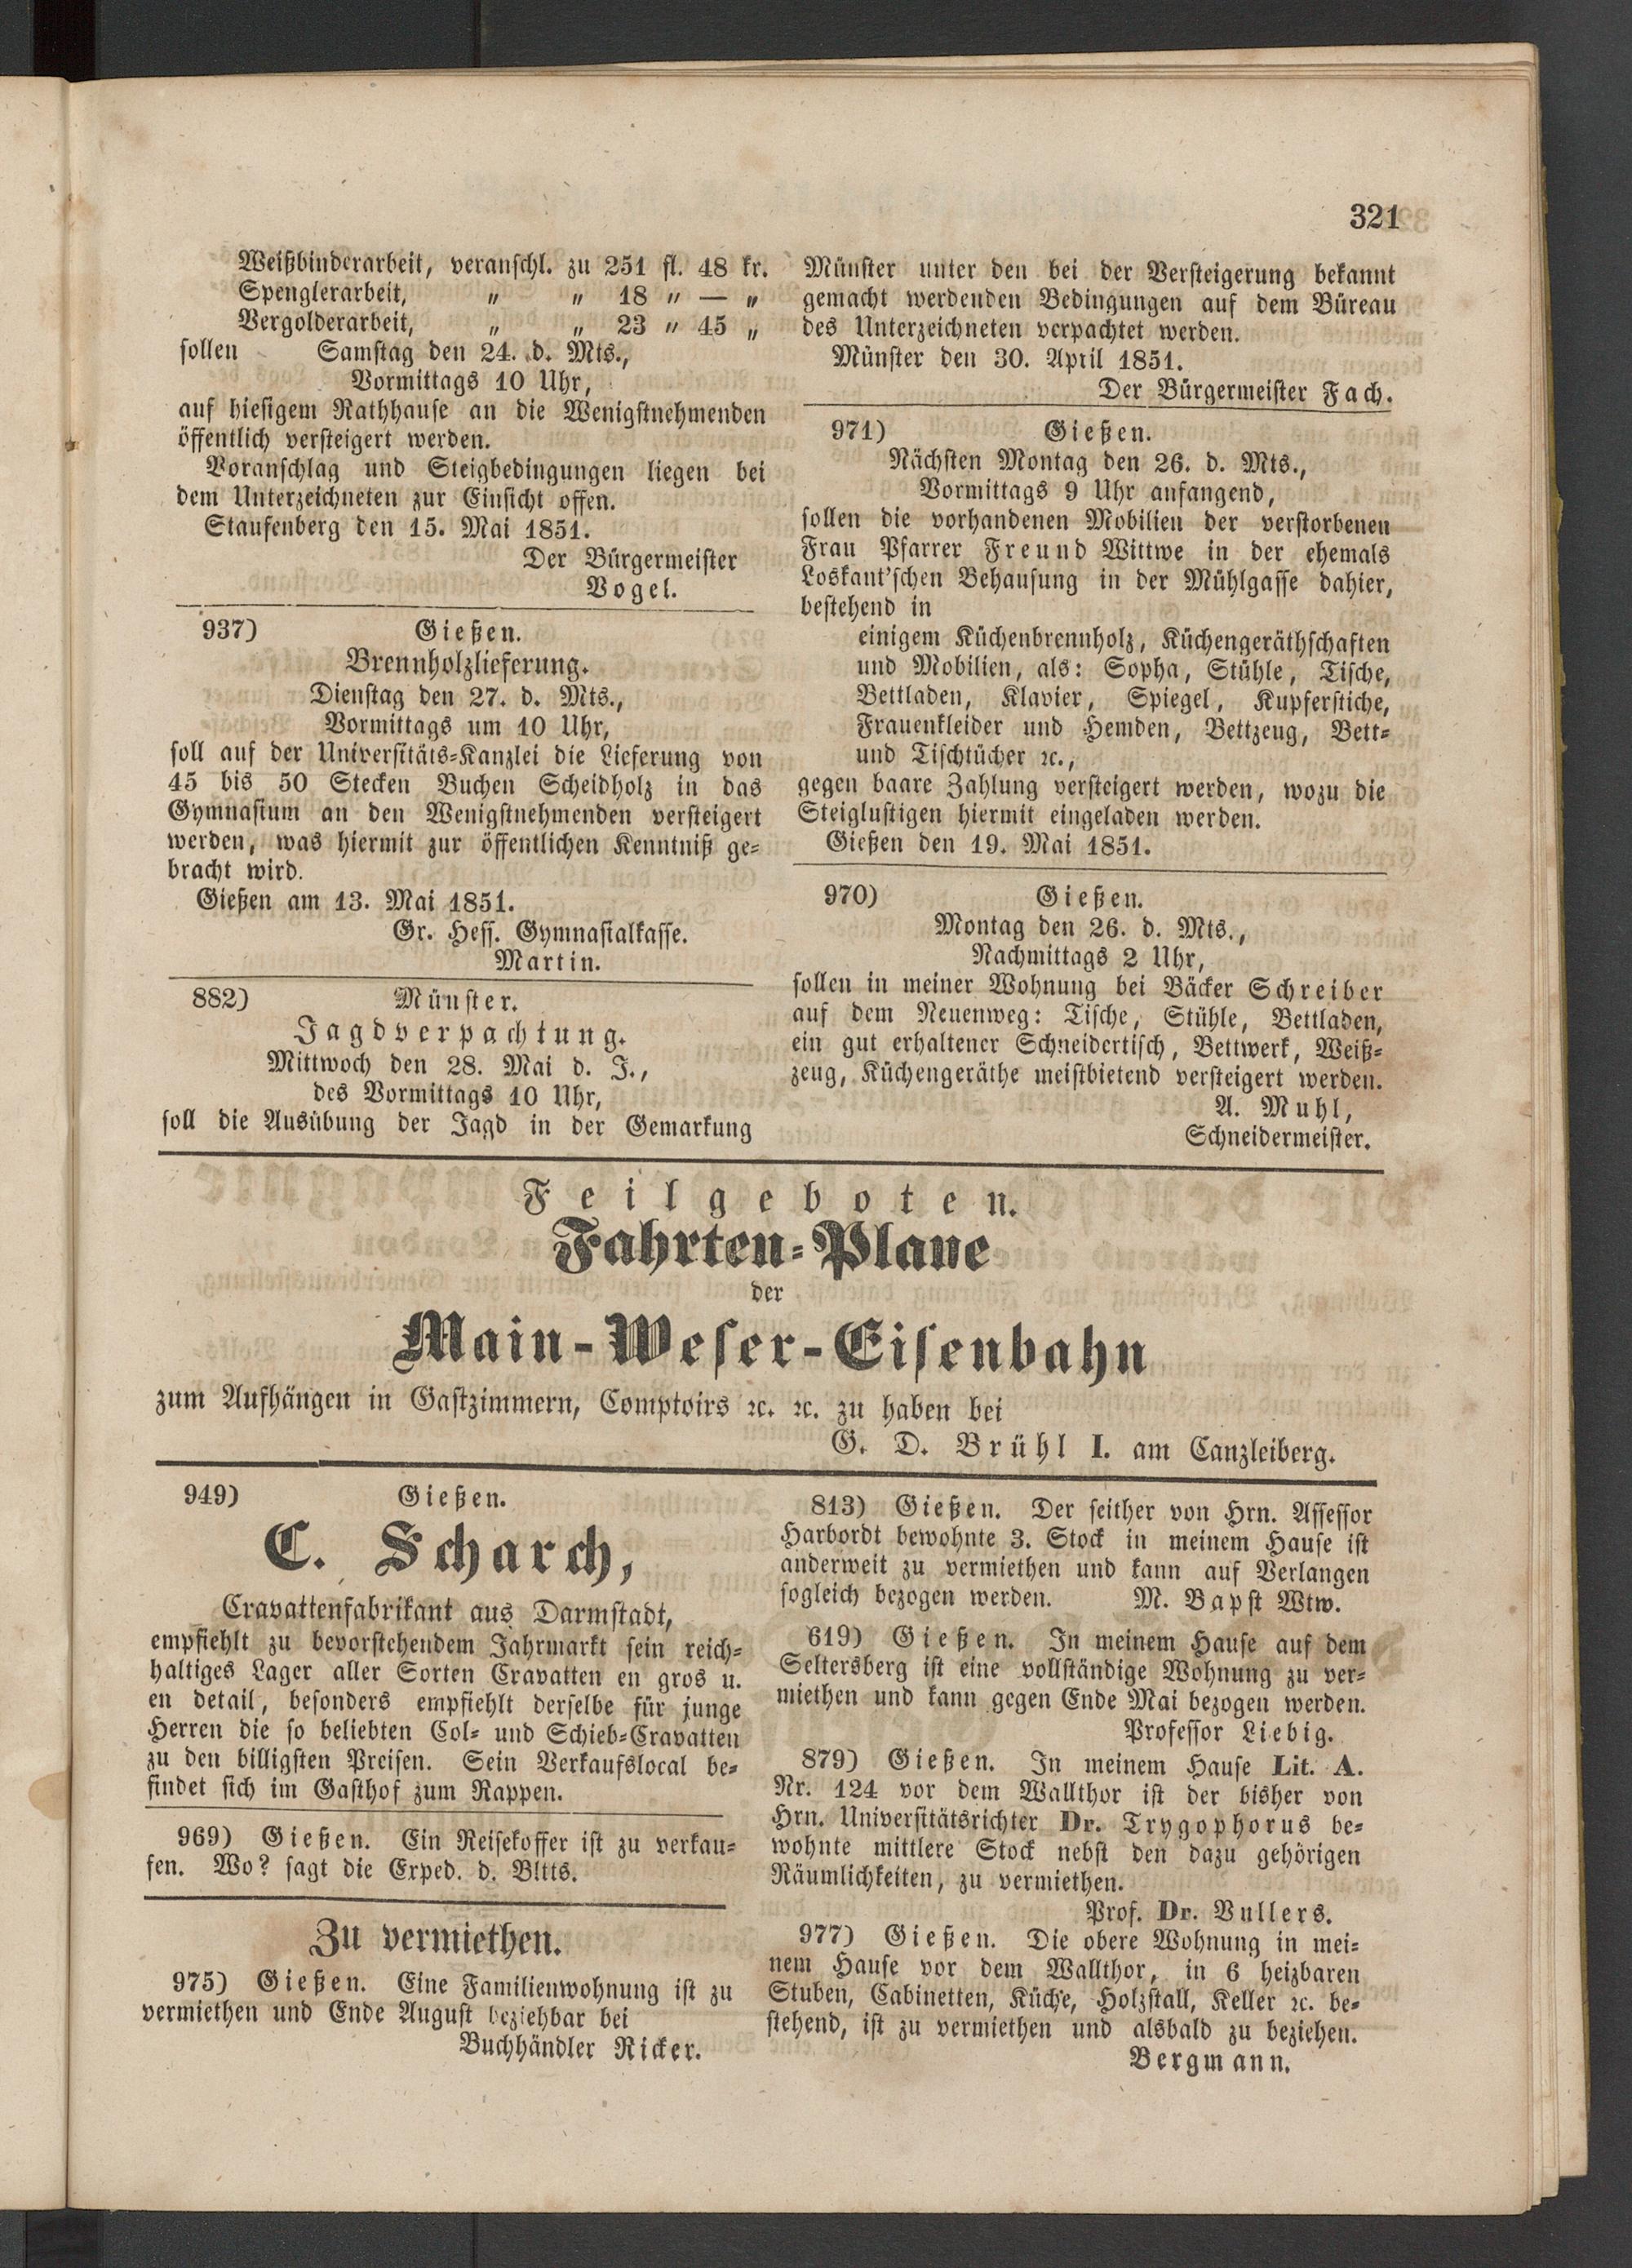 321
Weißbinderarbeit, veranschl. zu 251 fl. 48 kr.
Spenglerarbeit, „ „ 18 „ — „
Vergolderarbeit, „ „ 23 „ 45 „
sollen Samstag den 24. d. Mts.,
Vormittags 10 Uhr,
auf hiesigem Rathhause an die Wenigstnehmenden
öffentlich versteigert werden.
Voranschlag und Steigbedingungen liegen bei
dem Unterzeichneten zur Einsicht offen.
Staufenberg den 15. Mai 1851.
Der Bürgermeister
Vogel.
937) Gießen.
Brennholzlieferung.
Dienstag den 27. d. Mts.,
Vormittags um 10 Uhr,
soll auf der Universitäts-Kanzlei die Lieferung von
45 bis 50 Stecken Buchen Scheidholz in das
Gymnasium an den Wenigstnehmenden versteigert
werden, was hiermit zur öffentlichen Kenntniß ge-
bracht wird.
Gießen am 13. Mai 1851.
Gr. Hess. Gymnasialkasse.
Martin.
882) Münster.
Jagdverpachtung.
Mittwoch den 28. Mai d. J.,
des Vormittags 10 Uhr,
soll die Ausübung der Jagd in der Gemarkung
Münster unter den bei der Versteigerung bekannt
gemacht werdenden Bedingungen auf dem Büreau
des Unterzeichneten verpachtet werden.
Münster den 30. April 1851.
Der Bürgermeister Fach.
971) Gießen.
Nächsten Montag den 26. d. Mts.,
Vormittags 9 Uhr anfangend,
sollen die vorhandenen Mobilien der verstorbenen
Frau Pfarrer Freund Wittwe in der ehemals
Loskant'schen Behausung in der Mühlgasse dahier,
bestehend in
einigem Küchenbrennholz, Küchengeräthschaften
und Mobilien, als: Sopha, Stühle, Tische,
Bettladen, Klavier, Spiegel, Kupferstiche,
Frauenkleider und Hemden, Bettzeug, Bett-
und Tischtücher ꝛc.,
gegen baare Zahlung versteigert werden, wozu die
Steiglustigen hiermit eingeladen werden.
Gießen den 19. Mai 1851.
970) Gießen.
Montag den 26. d. Mts.,
Nachmittags 2 Uhr,
sollen in meiner Wohnung bei Bäcker Schreiber
auf dem Neuenweg: Tische, Stühle, Bettladen,
ein gut erhaltener Schneidertisch, Bettwerk, Weiß-
zeug, Küchengeräthe meistbietend versteigert werden.
A. Muhl,
Schneidermeister.
Feilgeboten.
Fahrten-Plane
der
Main-Weser-Eisenbahn
zum Aufhängen in Gastzimmern, Comptoirs ꝛc. ꝛc. zu haben bei
G. D. Brühl I. am Canzleiberg.
949) Gießen.
C. Scharch,
Cravattenfabrikant aus Darmstadt,
empfiehlt zu bevorstehendem Jahrmarkt sein reich-
haltiges Lager aller Sorten Cravatten en gros u.
en detail, besonders empfiehlt derselbe für junge
Herren die so beliebten Col- und Schieb-Cravatten
zu den billigsten Preisen. Sein Verkaufslocal be-
findet sich im Gasthof zum Rappen.
969) Gießen. Ein Reisekoffer ist zu verkau-
fen. Wo? sagt die Exped. d. Bltts.
Zu vermiethen.
975) Gießen. Eine Familienwohnung ist zu
vermiethen und Ende August beziehbar bei
Buchhändler Ricker.
813) Gießen. Der seither von Hrn. Assessor
Harbordt bewohnte 3. Stock in meinem Hause ist
anderweit zu vermiethen und kann auf Verlangen
sogleich bezogen werden. M. Bapst Wtw.
619) Gießen. In meinem Hause auf dem
Seltersberg ist eine vollständige Wohnung zu ver-
miethen und kann gegen Ende Mai bezogen werden.
Professor Liebig.
879) Gießen. In meinem Hause Lit. A.
Nr. 124 vor dem Wallthor ist der bisher von
Hrn. Universitätsrichter Dr. Trygophorus be-
wohnte mittlere Stock nebst den dazu gehörigen
Räumlichkeiten, zu vermiethen.
Prof. Dr. Vullers.
977) Gießen. Die obere Wohnung in mei-
nem Hause vor dem Wallthor, in 6 heizbaren
Stuben, Cabinetten, Küche, Holzstall, Keller ꝛc. be-
stehend, ist zu vermiethen und alsbald zu beziehen.
Bergmann.